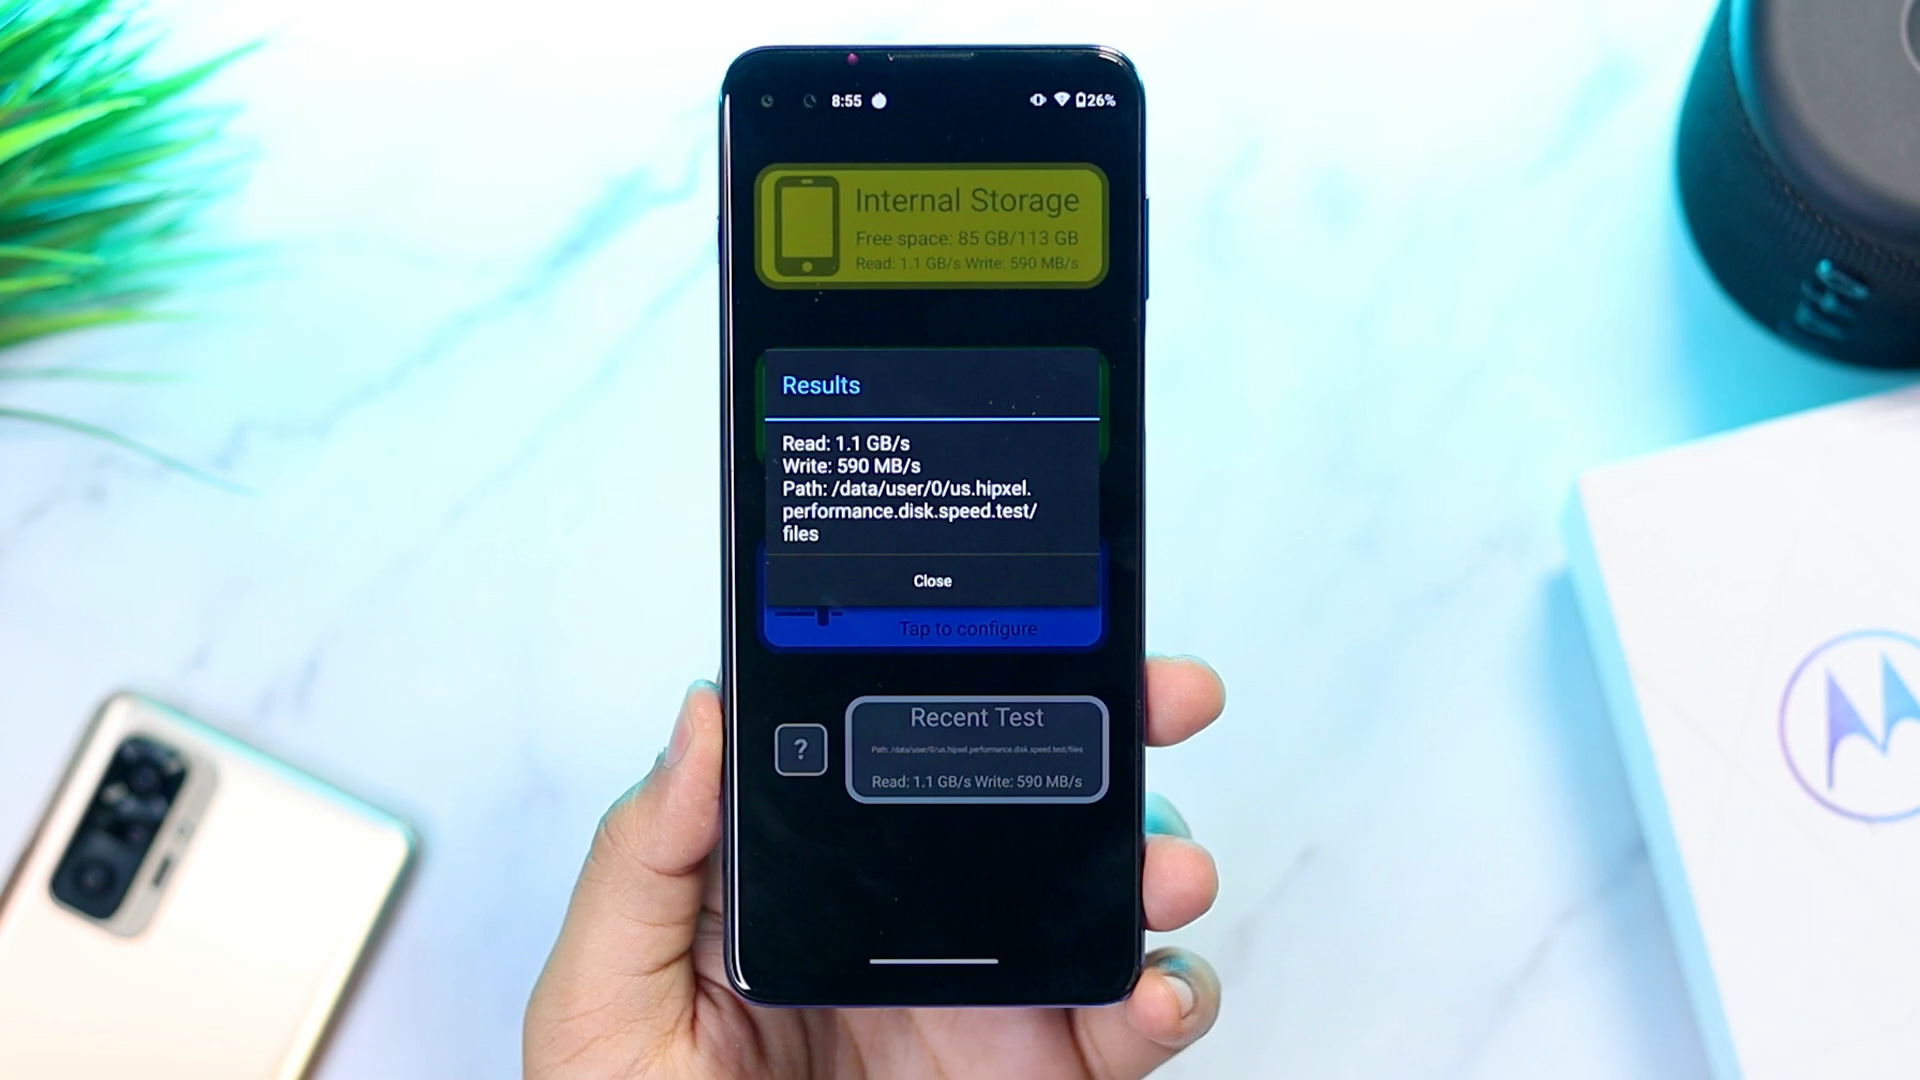 8:55
26%
Internal Storage
Free space: 85 GB/113 GB
Read: 1.1 GB/s Write: 590 MB/s
Results
Read: 1.1 GB/s
Write: 590 MB/s
Path: /data/user/0/us.hipxel.
performance.disk.speed.test/
files
Close
Tap to configure
?
Recent Test
Path: /data/user/0/us.hipxel.performance.disk.speed.test/files
Read: 1.1 GB/s Write: 590 MB/s